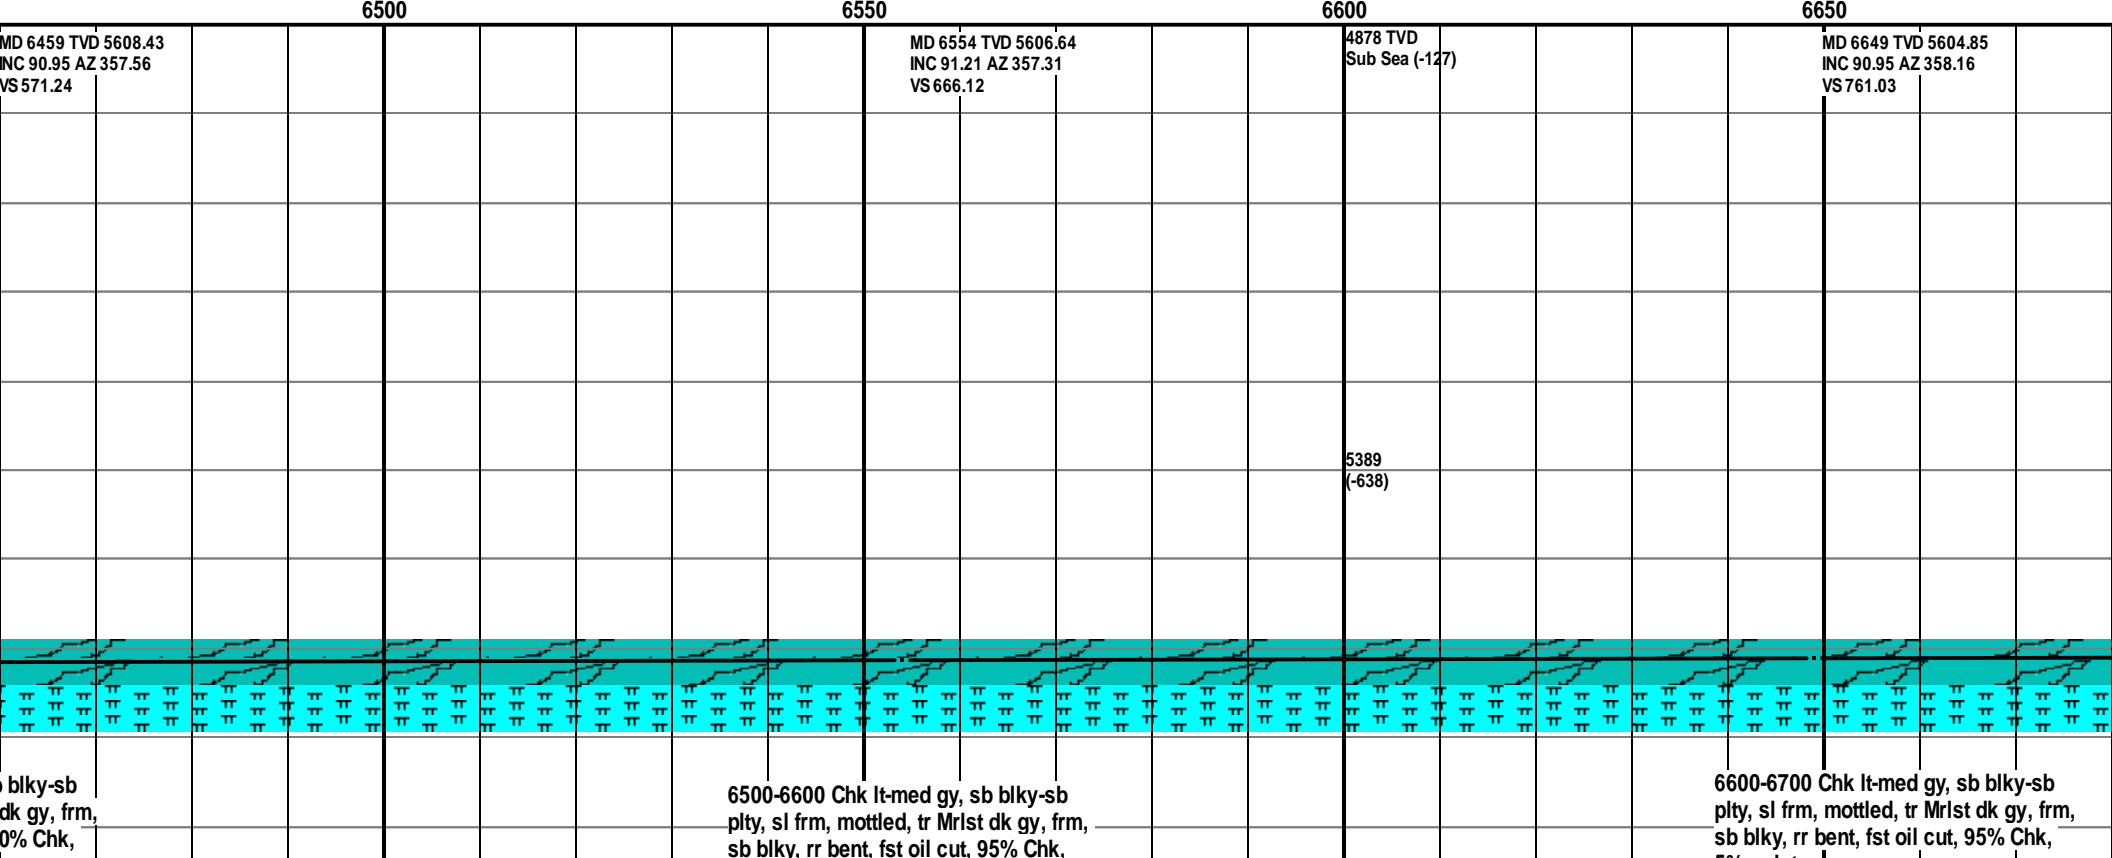 6500
6550
6600
6650
MD 6459 TVD 5608.43
INC 90.95 AZ 357.56
VS 571.24
MD 6554 TVD 5606.64
INC 91.21 AZ 357.31
VS 666.12
4878 TVD
Sub Sea (-127)
MD 6649 TVD 5604.85
INC 90.95 AZ 358.16
VS 761.03
5389
(-638)
blky-sb
dk gy, frm,
0% Chk,
6500-6600 Chk lt-med gy, sb blky-sb
plty, sl frm, mottled, tr Mrlst dk gy, frm,
sb blky, rr bent, fst oil cut, 95% Chk,
6600-6700 Chk lt-med gy, sb blky-sb
plty, sl frm, mottled, tr Mrlst dk gy, frm,
sb blky, rr bent, fst oil cut, 95% Chk,